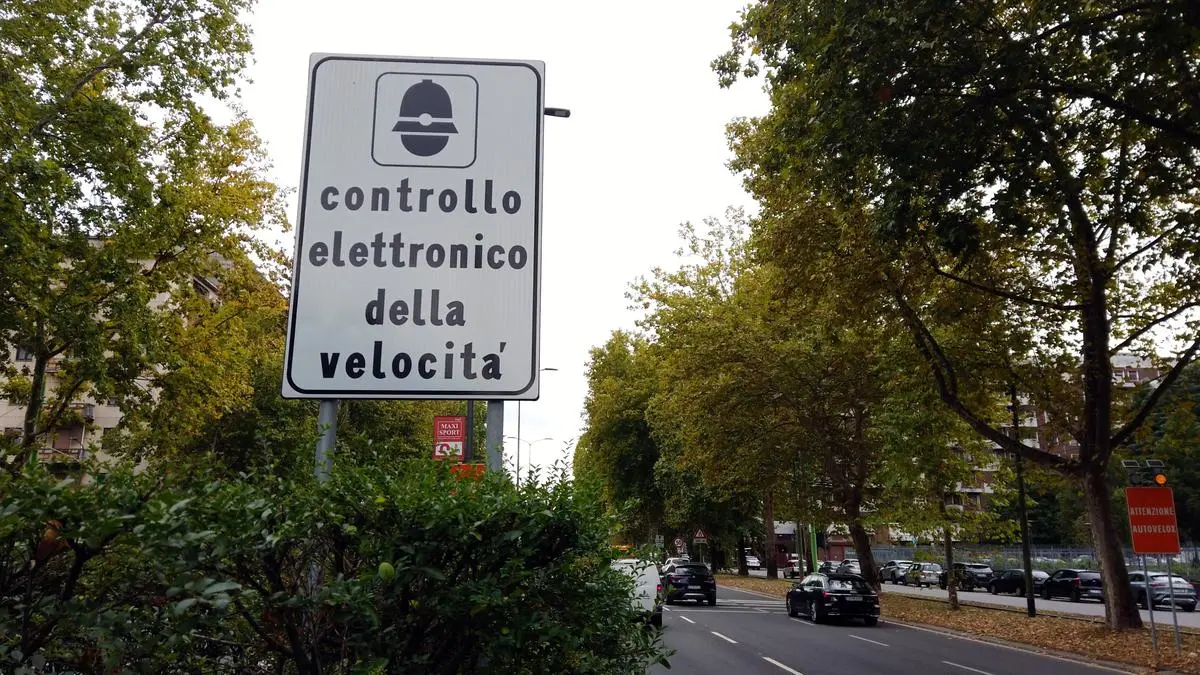 controllo
elettronico
della
velocita'
MAXI
SPORT
ATTENZIONE
AUTOVELOX